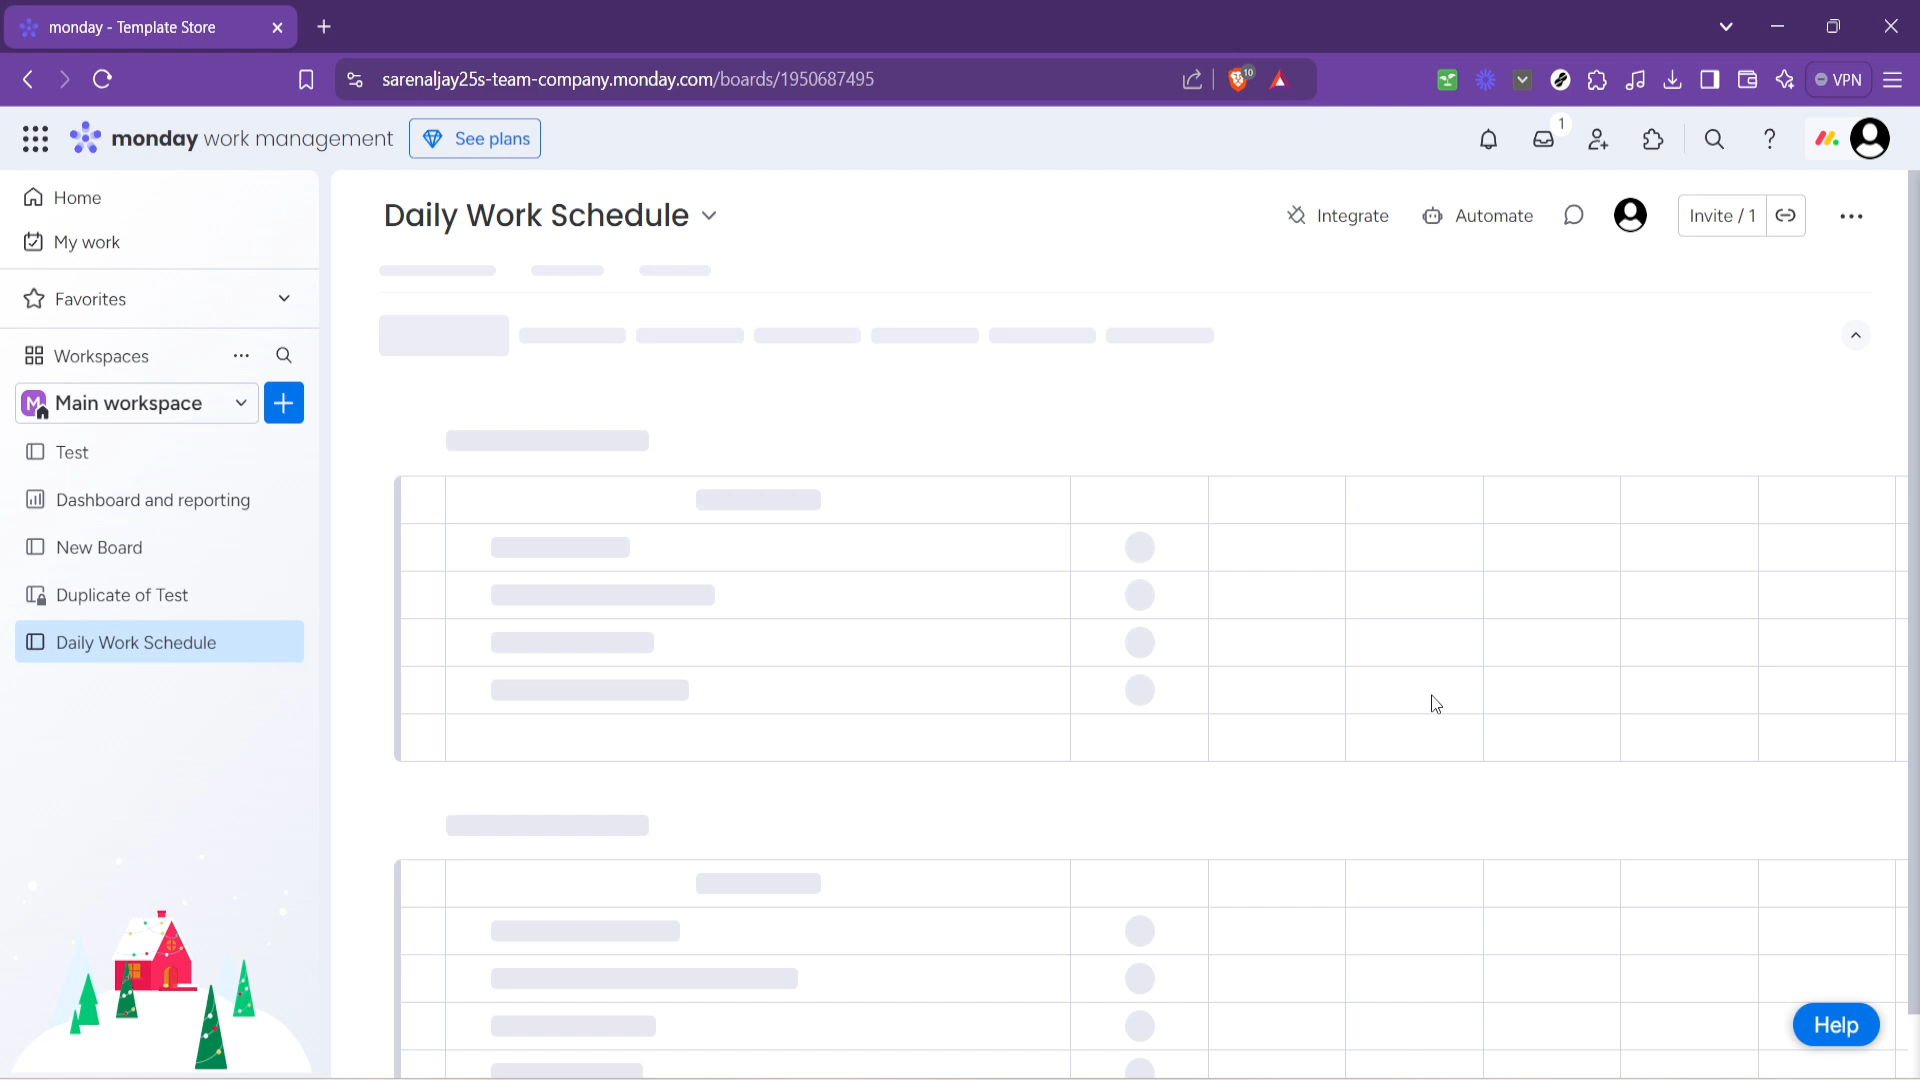 monday - Template Store
sarenaljay25s-team-company.monday.com/boards/1950687495
10
VPN
monday work management
See plans
1
Home
My work
Favorites
Workspaces
M
Main workspace
Test
Dashboard and reporting
New Board
Duplicate of Test
Daily Work Schedule
Daily Work Schedule
Integrate
Automate
Invite / 1
Help